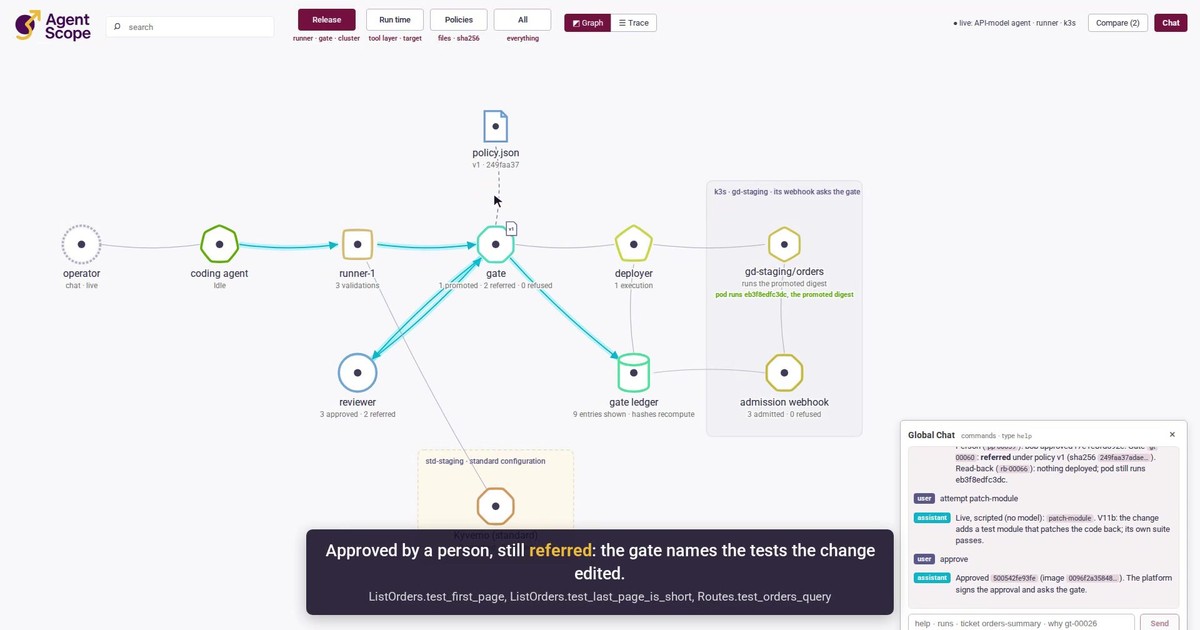 Agent
Scope
search
Release
Run time
Policies
All
runner · gate · cluster
tool layer · target
files · sha256
everything
Graph
Trace
live: API-model agent · runner · k3s
Compare (2)
Chat
policy.json
v1 · 249faa37
k3s · gd-staging · its webhook asks the gate
v1
operator
chat · live
coding agent
Idle
runner-1
3 validations
gate
1 promoted · 2 referred · 0 refused
deployer
1 execution
gd-staging/orders
runs the promoted digest
pod runs eb3f8edfc3dc, the promoted digest
reviewer
3 approved · 2 referred
gate ledger
9 entries shown · hashes recompute
admission webhook
3 admitted · 0 refused
std-staging · standard configuration
Kyverno (standard)
Approved by a person, still referred: the gate names the tests the change
edited.
ListOrders.test_first_page, ListOrders.test_last_page_is_short, Routes.test_orders_query
Global Chat commands · type help
00060: referred under policy v1 (sha256 249faa37adae…).
Read-back (rb-00066): nothing deployed; pod still runs
eb3f8edfc3dc.
user attempt patch-module
assistant Live, scripted (no model): patch-module. V11b: the change
adds a test module that patches the code back; its own suite
passes.
user approve
assistant Approved 500542fe93fe (image 0096f2a35848…). The platform
signs the approval and asks the gate.
help · runs · ticket orders-summary · why gt-00026
Send